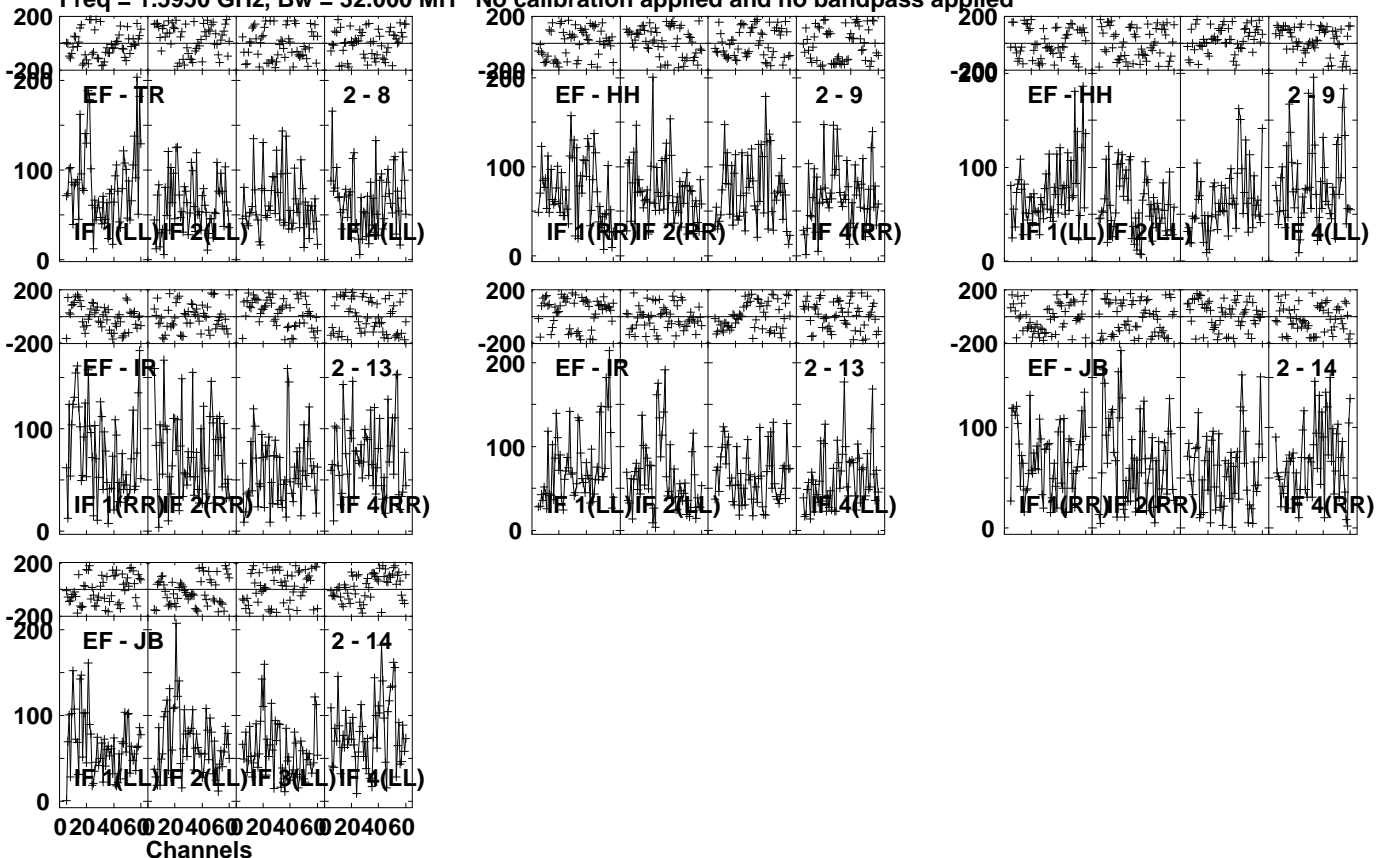 Freq = 1.5950 GHz, Bw = 32.000 MH No calibration applied and no bandpass applied
200
-200
200
EF - TR 2 - 8
100
IF 1(LL) IF 2(LL) IF 4(LL)
0
200
-200
200
EF - HH 2 - 9
100
IF 1(RR) IF 2(RR) IF 4(RR)
0
200
-200
200
EF - HH 2 - 9
100
IF 1(LL) IF 2(LL) IF 4(LL)
0
200
-200
EF - IR 2 - 13
100
IF 1(RR) IF 2(RR) IF 4(RR)
0
200
-200
200
EF - IR 2 - 13
100
IF 1(LL) IF 2(LL) IF 4(LL)
0
200
-200
EF - JB 2 - 14
100
IF 1(RR) IF 2(RR) IF 4(RR)
0
200
-200
200
EF - JB 2 - 14
100
IF 1(LL) IF 2(LL) IF 3(LL) IF 4(LL)
0
0 20 40 60 0 20 40 60 0 20 40 60 0 20 40 60
Channels